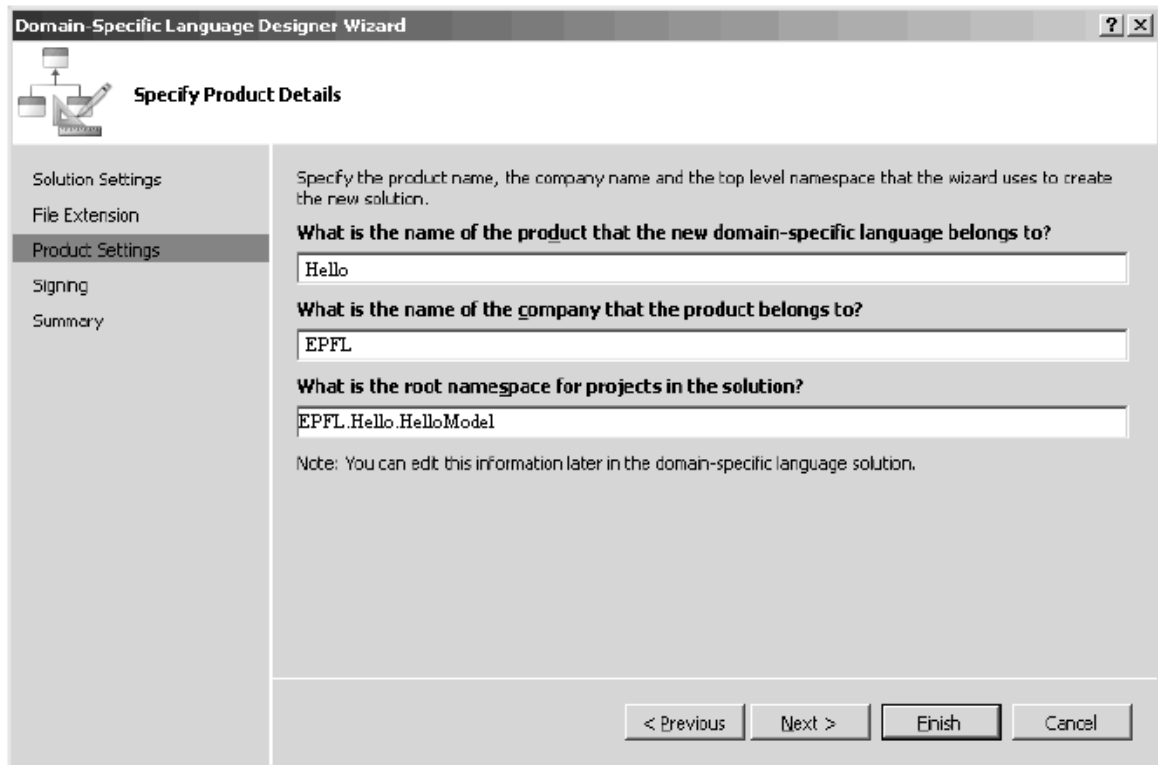 Domain-Specific Language Designer Wizard
Specify Product Details
Solution Settings
File Extension
Product Settings
Signing
Summary
Specify the product name, the company name and the top level namespace that the wizard uses to create
the new solution.
What is the name of the product that the new domain-specific language belongs to?
Hello
What is the name of the company that the product belongs to?
EPFL
What is the root namespace for projects in the solution?
EPFL.Hello.HelloModel
Note: You can edit this information later in the domain-specific language solution.
< Previous
Next >
Finish
Cancel